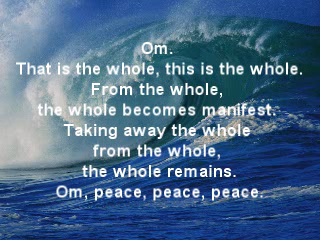 Om.
That is the whole, this is the whole.
From the whole,
the whole becomes manifest.
Taking away the whole
from the whole,
the whole remains.
Om, peace, peace, peace.